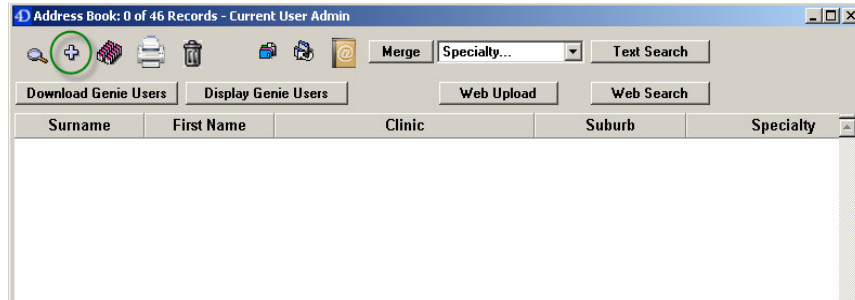 Address Book: 0 of 46 Records - Current User Admin
Merge Specialty... Text Search
Download Genie Users Display Genie Users Web Upload Web Search
Surname First Name Clinic Suburb Specialty